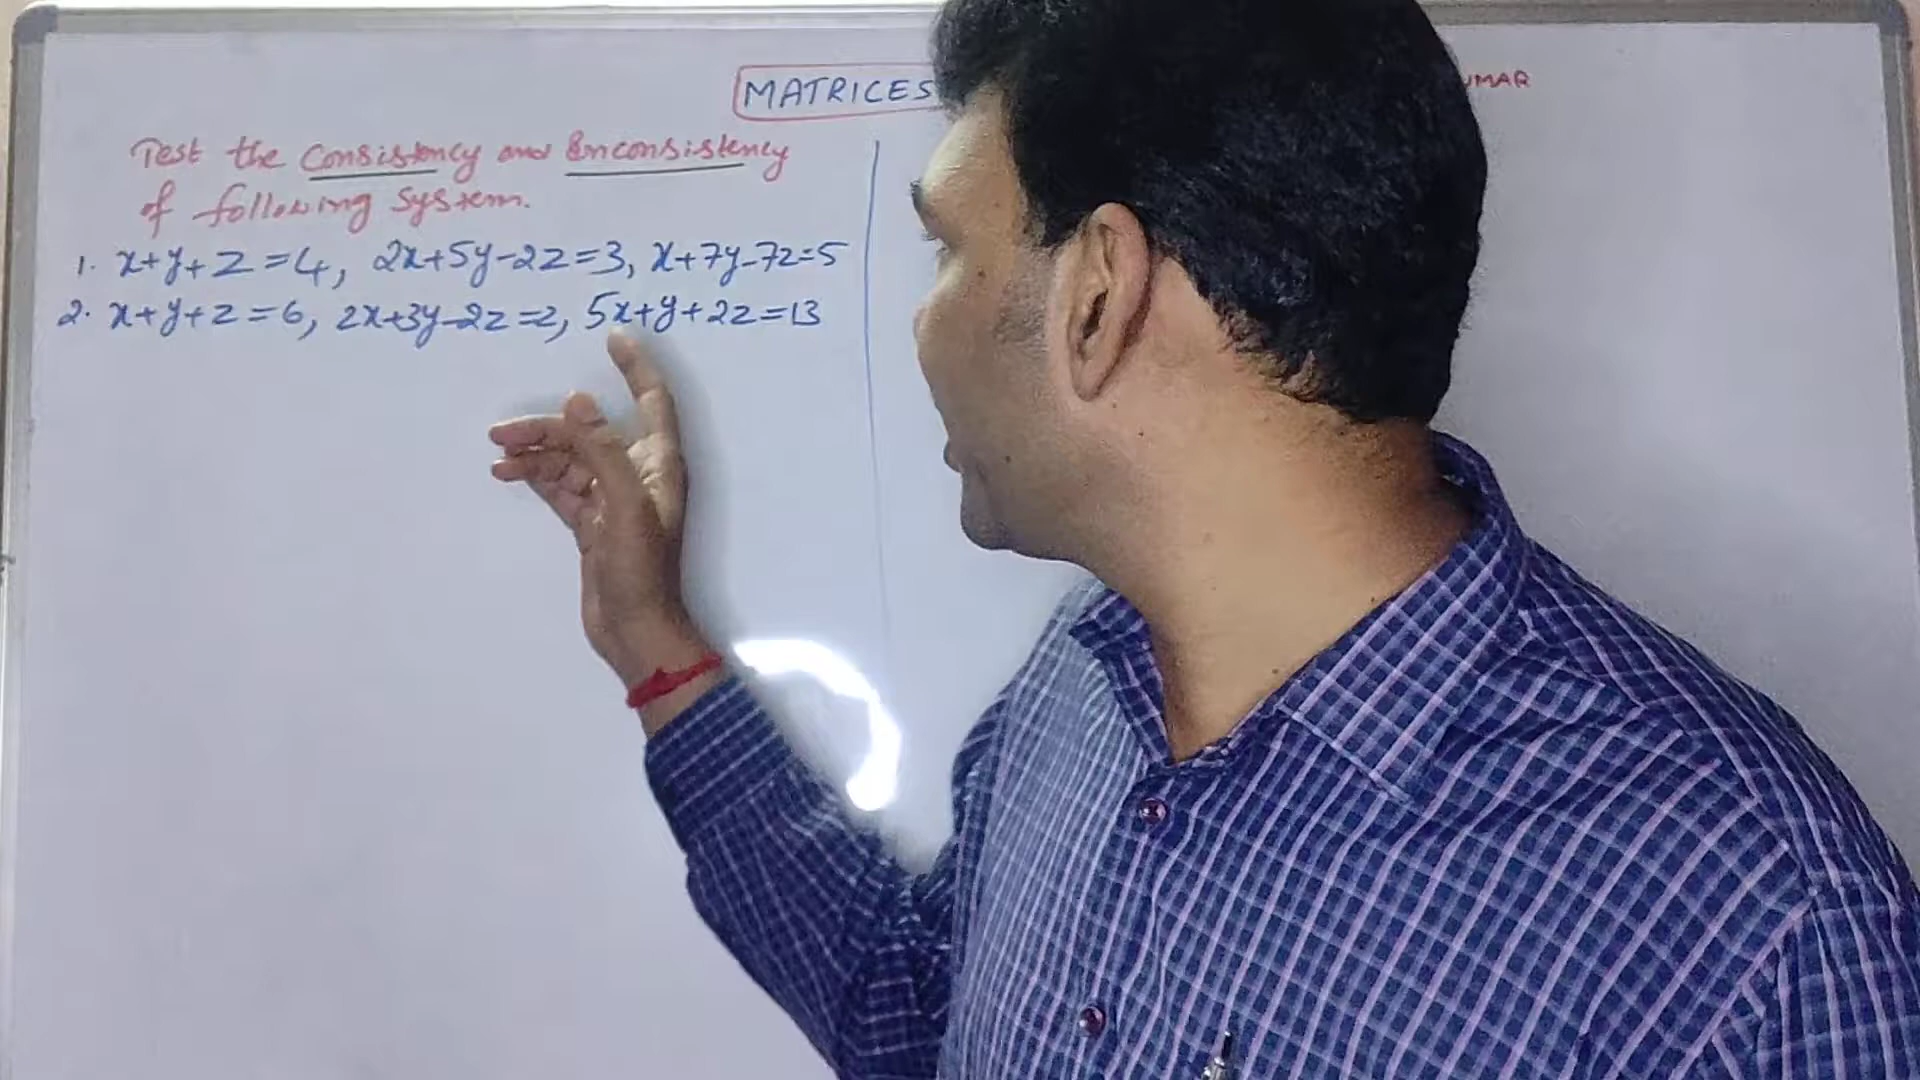 MATRICES
UMAR
Test the consistency and Inconsistency
of following system.
1. x+y+z=4, 2x+5y-2z=3, x+7y-7z=5
2. x+y+z=6, 2x+3y-2z=2, 5x+y+2z=13